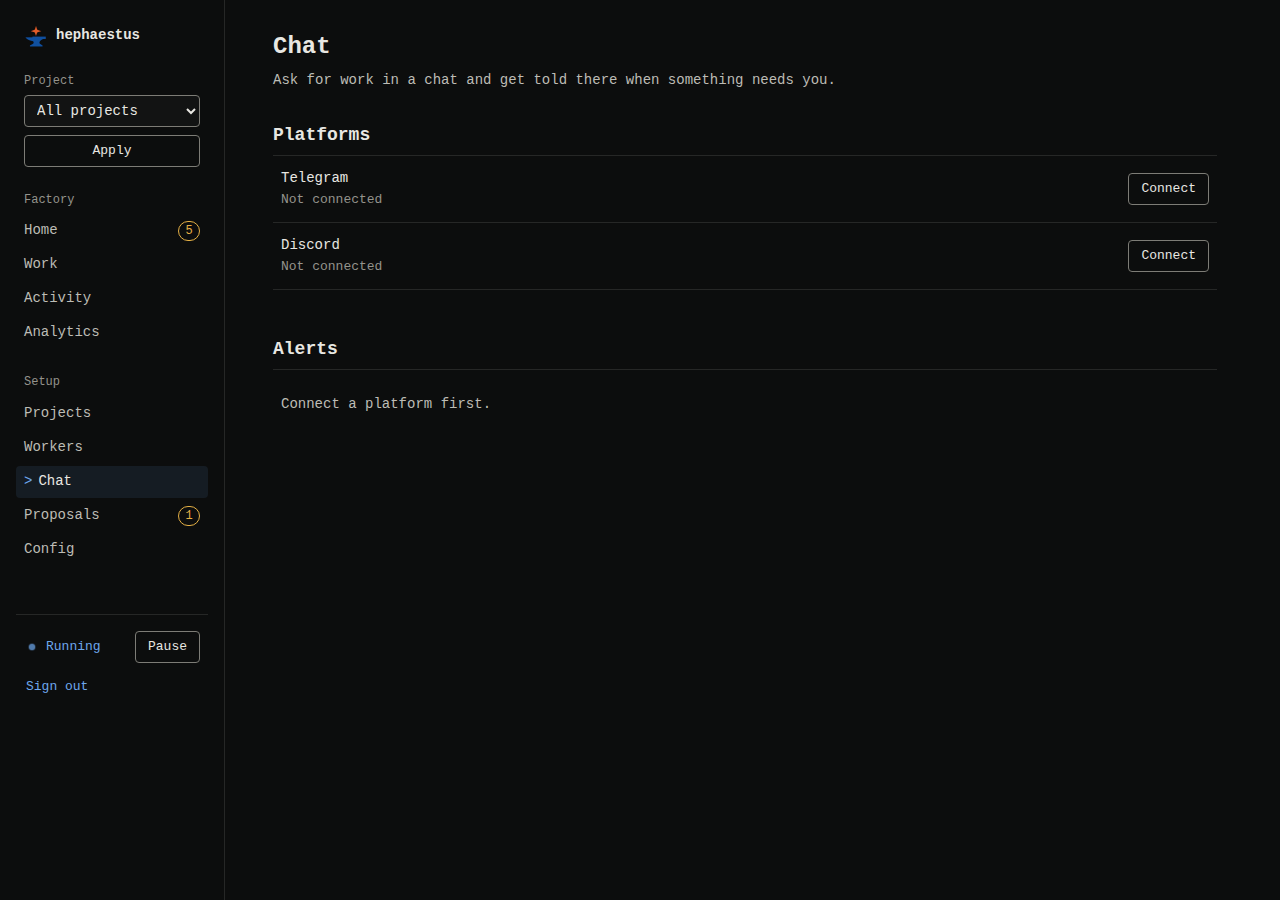 hephaestus
Project
All projects
Apply
Factory
Home 5
Work
Activity
Analytics
Setup
Projects
Workers
> Chat
Proposals 1
Config
Running Pause
Sign out
Chat
Ask for work in a chat and get told there when something needs you.
Platforms
Telegram
Not connected
Connect
Discord
Not connected
Connect
Alerts
Connect a platform first.